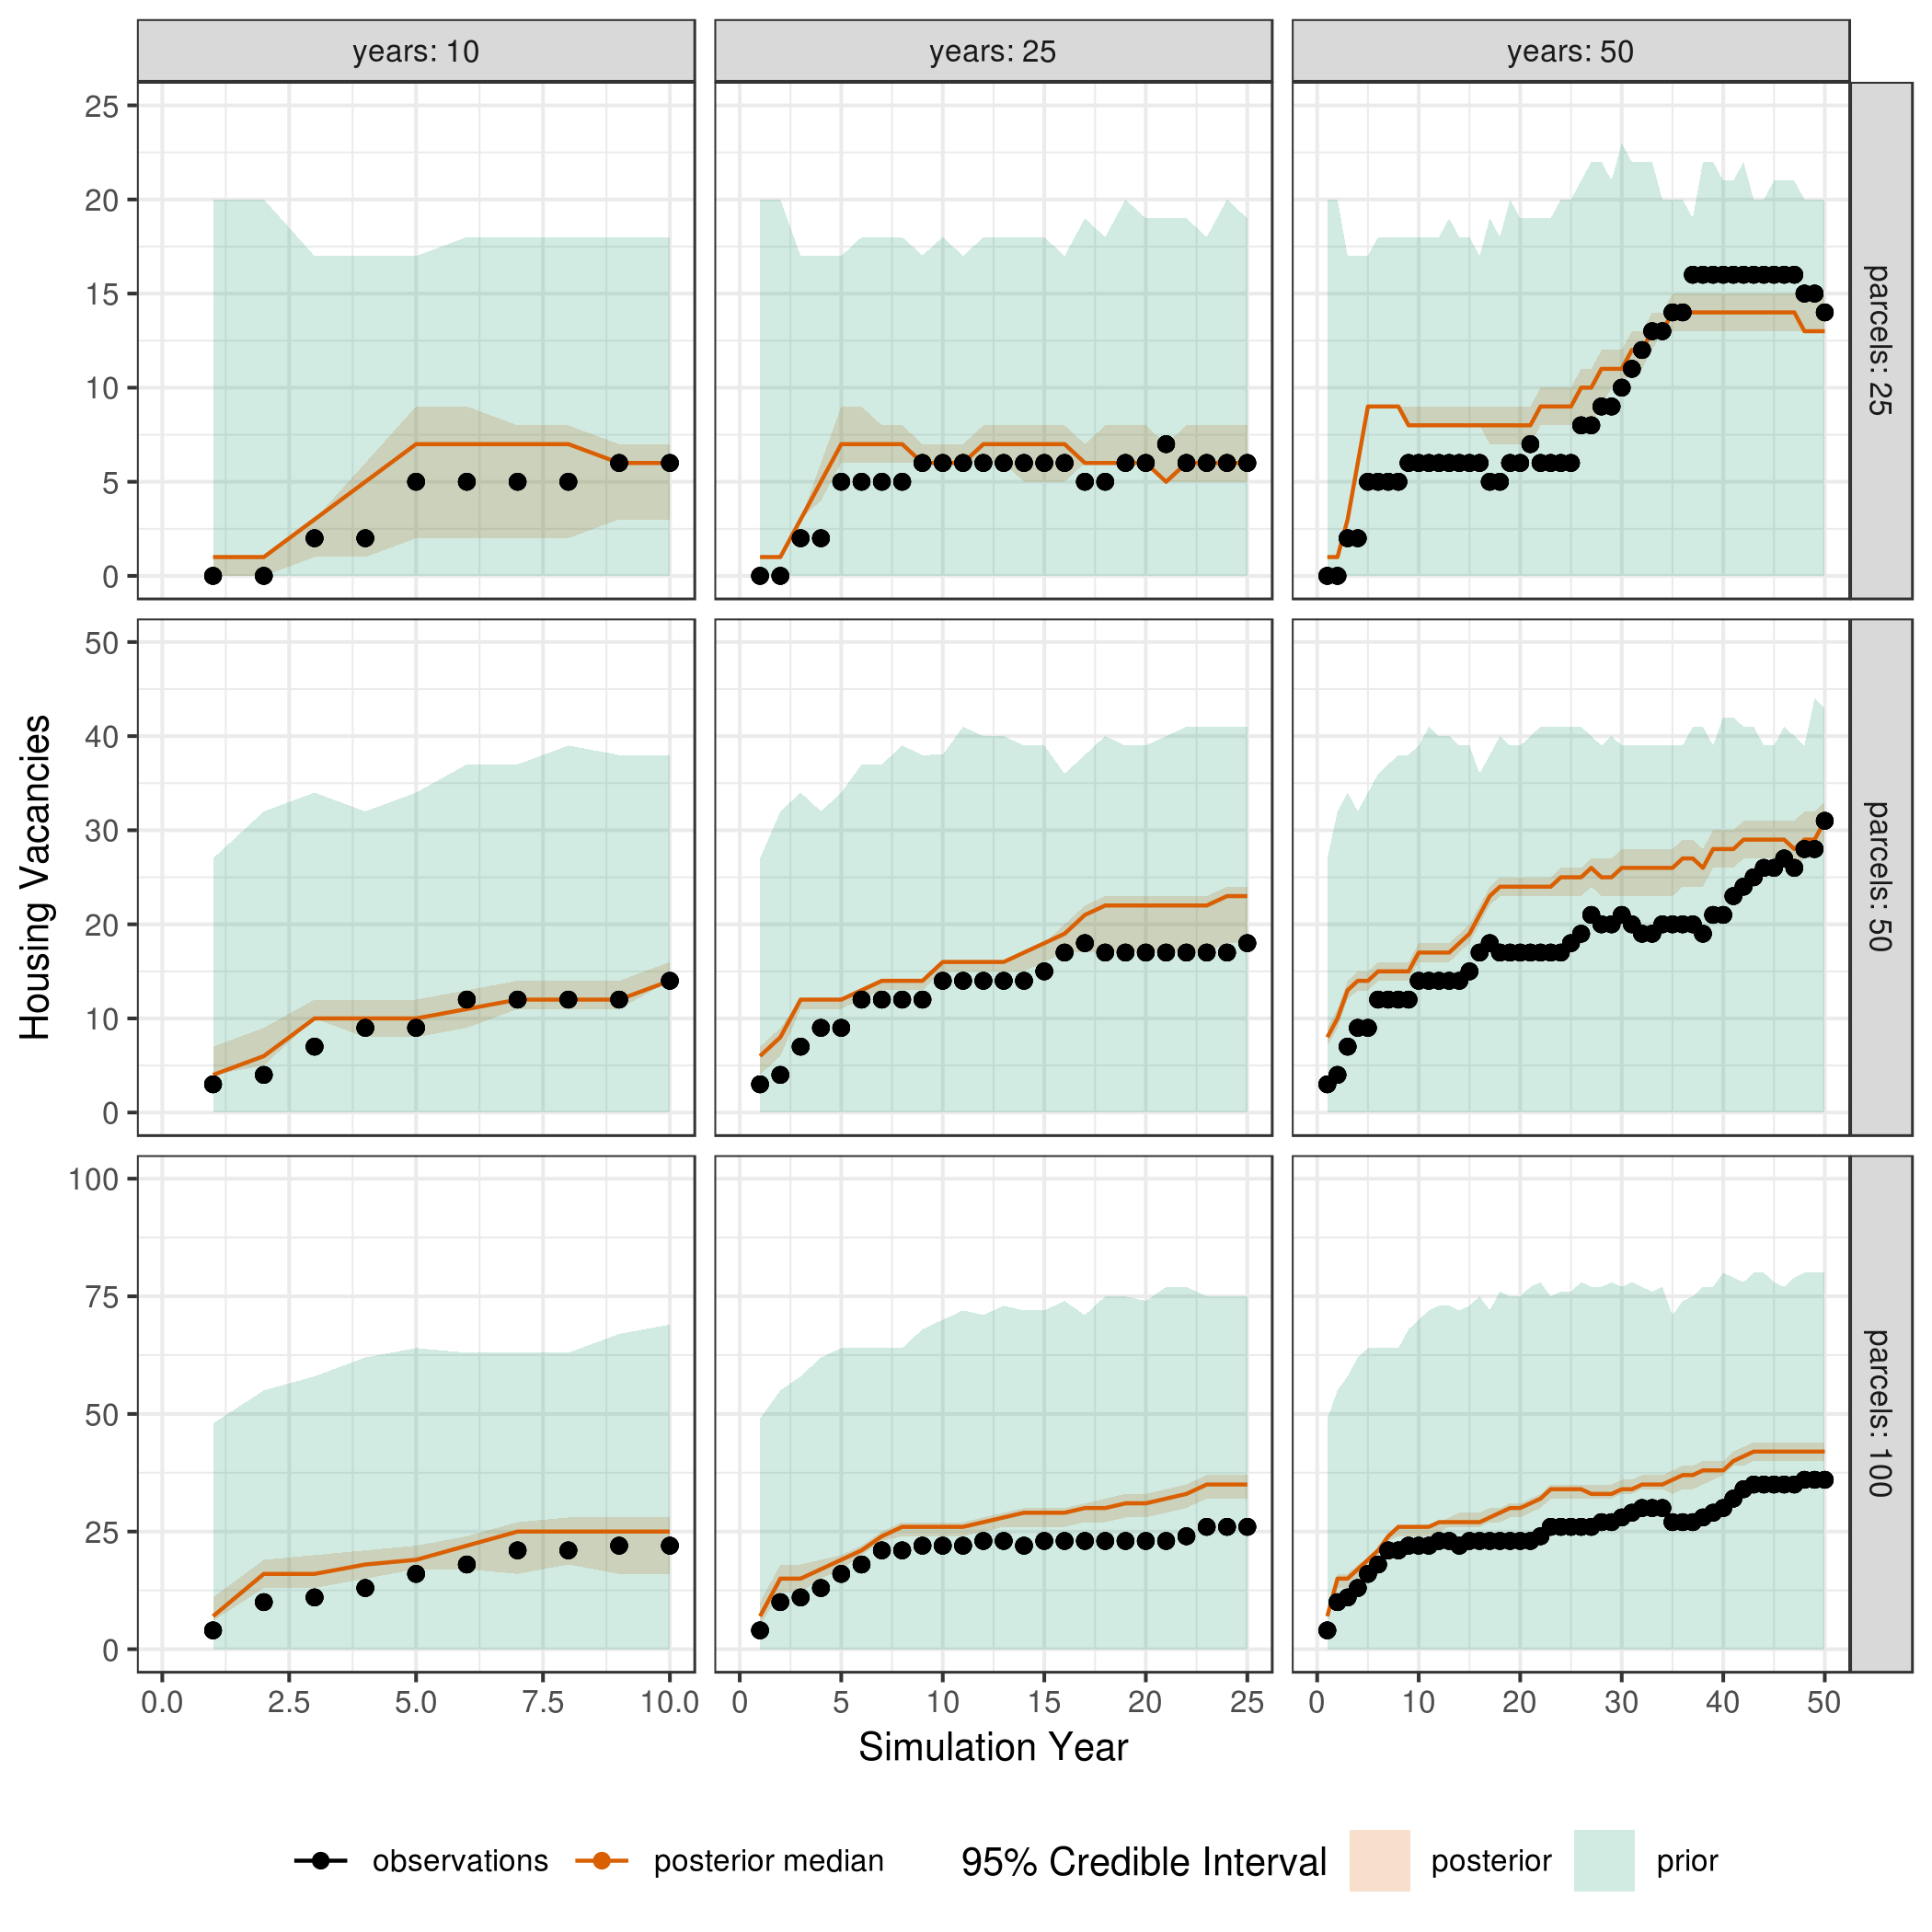 years: 10
years: 25
years: 50
25
20
15
10
5
0
parcels: 25
50
40
30
20
10
0
parcels: 50
Housing Vacancies
100
75
50
25
0
parcels: 100
0.0 2.5 5.0 7.5 10.0
0 5 10 15 20 25
0 10 20 30 40 50
Simulation Year
observations posterior median 95% Credible Interval posterior prior